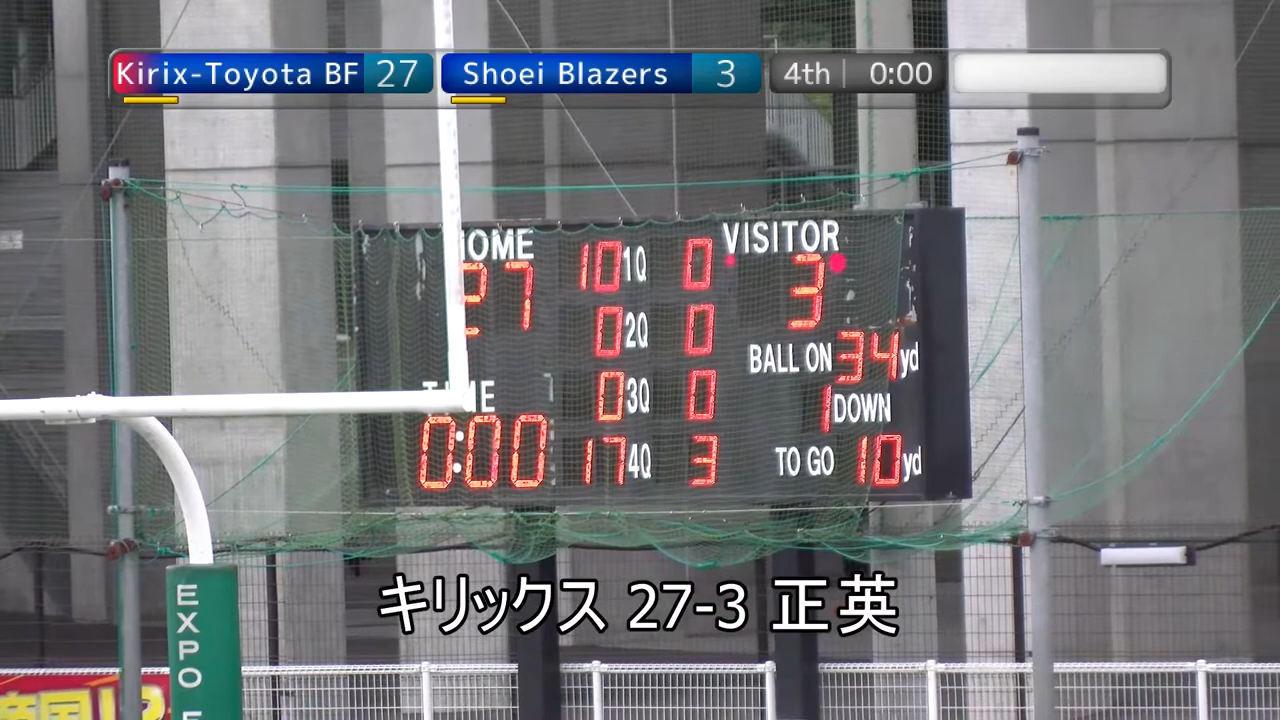 Kirix-Toyota BF 27 Shoei Blazers 3 4th 0:00
HOME 10 1Q 0 VISITOR
27 3
0 2Q 0
BALL ON 34 yd
TIME 0 3Q 0 1 DOWN
0:00 17 4Q 3 TO GO 10 yd
キリックス 27-3 正英
EXPO